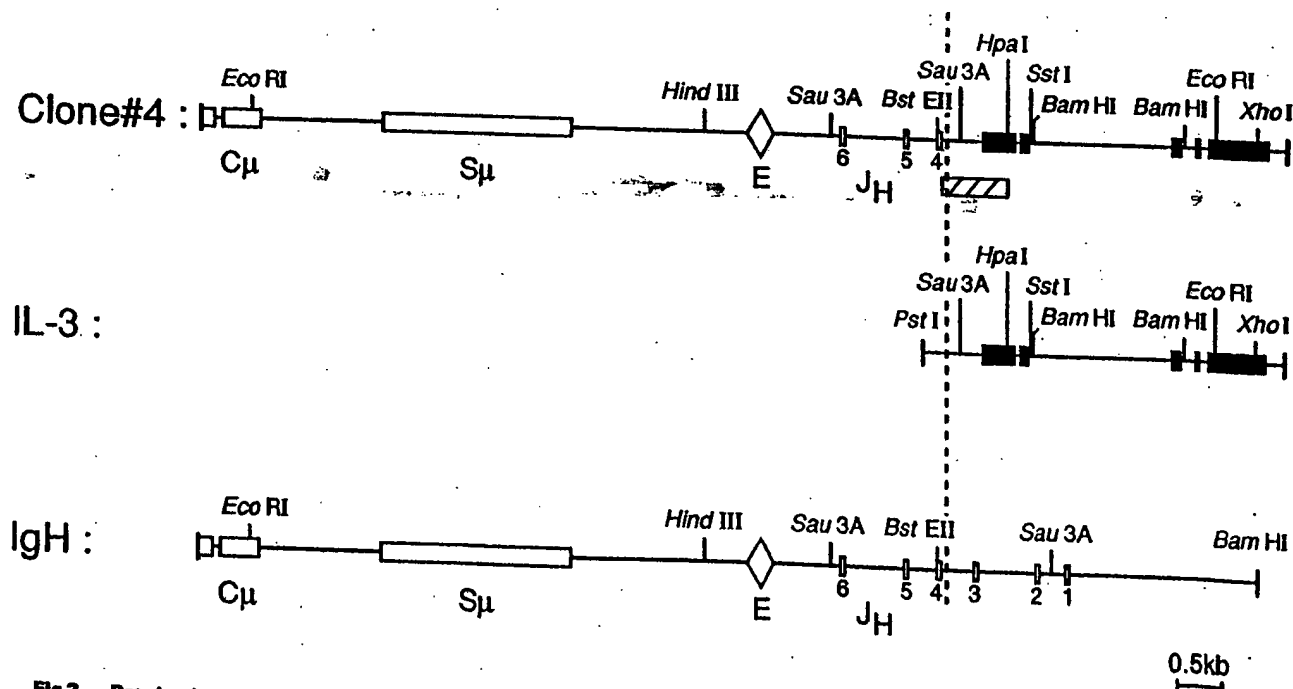 Hpa I
Eco RI Hind III Sau 3A Bst EII Sau 3A Sst I Eco RI
Clone#4 : Bam HI Bam HI Xho I
6 5 4
Cμ Sμ E JH
Hpa I
Sau 3A Sst I Eco RI
IL-3 : Pst I Bam HI Bam HI Xho I
Eco RI Hind III Sau 3A Bst EII Sau 3A Bam HI
IgH :
6 5 4 3 2 1
Cμ Sμ E JH
0.5kb